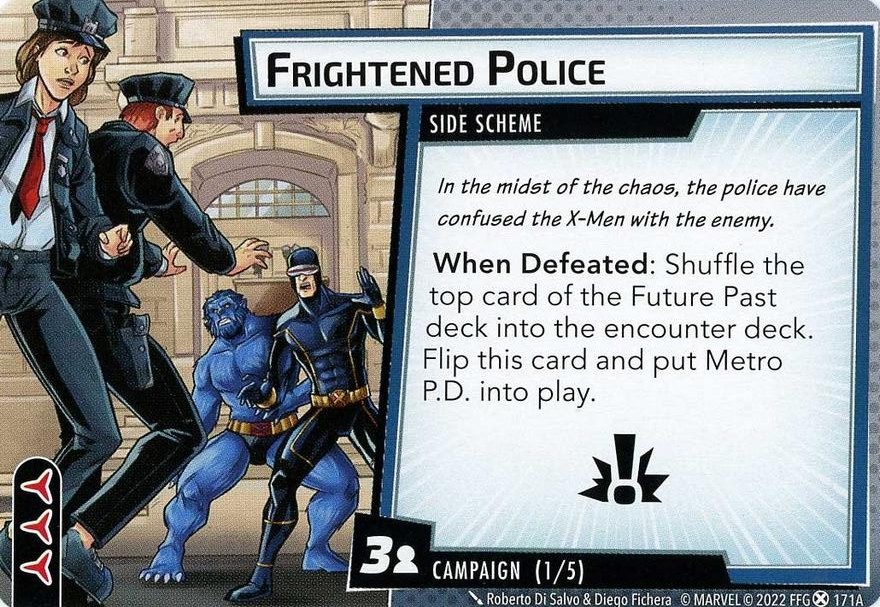 FRIGHTENED POLICE
SIDE SCHEME
In the midst of the chaos, the police have
confused the X-Men with the enemy.
When Defeated: Shuffle the
top card of the Future Past
deck into the encounter deck.
Flip this card and put Metro
P.D. into play.
3
CAMPAIGN (1/5)
Roberto Di Salvo & Diego Fichera © MARVEL © 2022 FFG 171A